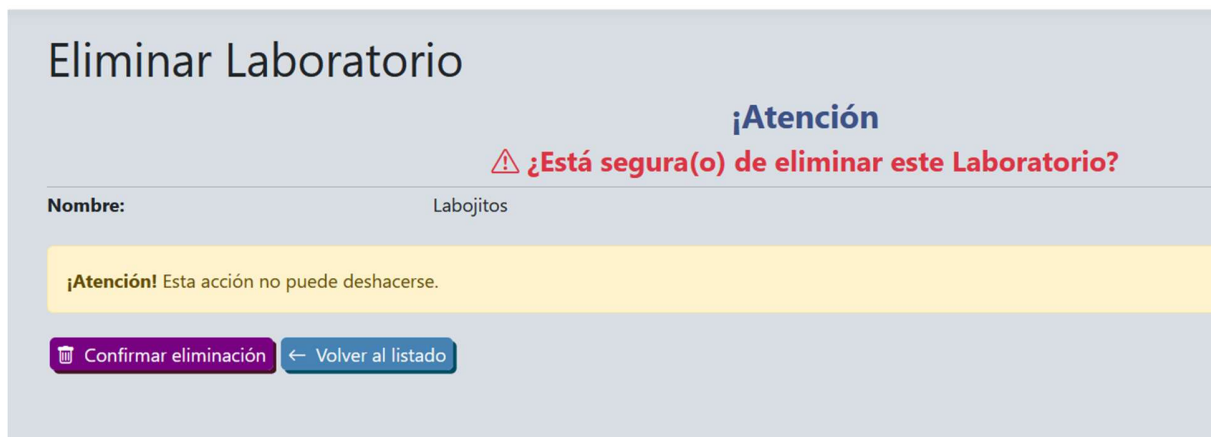 Eliminar Laboratorio
¡Atención
¿Está segura(o) de eliminar este Laboratorio?
Nombre: Labojitos
¡Atención! Esta acción no puede deshacerse.
Confirmar eliminación ← Volver al listado